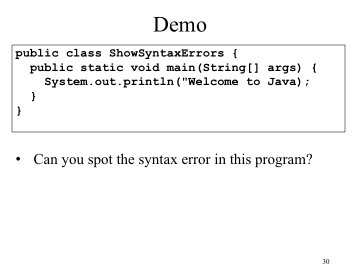 Demo
public class ShowSyntaxErrors {
  public static void main(String[] args) {
    System.out.println("Welcome to Java);
  }
}
• Can you spot the syntax error in this program?
30